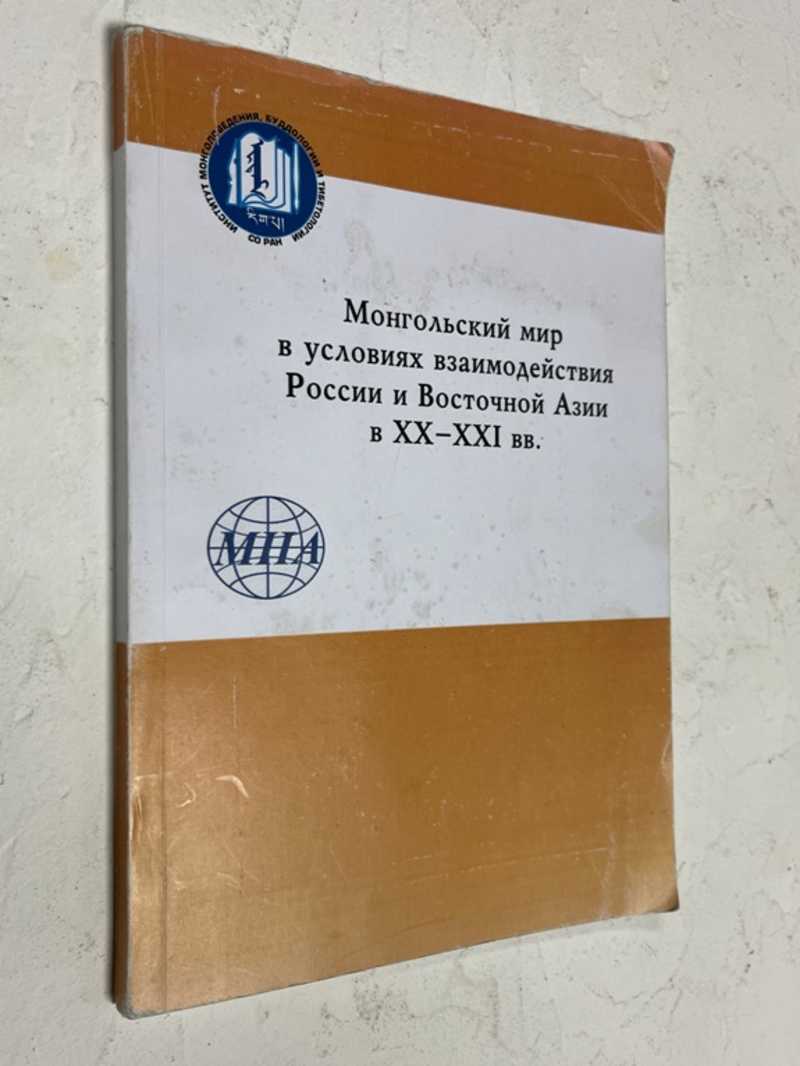 ИНСТИТУТ МОНГОЛОВЕДЕНИЯ, БУДДОЛОГИИ И ТИБЕТОЛОГИИ
རིག་པ།
СО РАН
Монгольский мир
в условиях взаимодействия
России и Восточной Азии
в XX–XXI вв.
МНА